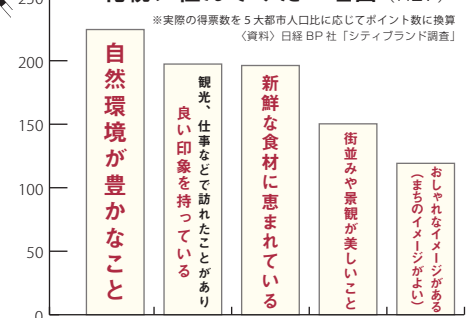 ※実際の得票数を５大都市人口比に応じてポイント数に換算
〈資料〉日経BP社「シティブランド調査」
250
200
150
100
50
0
自然環境が豊かなこと
観光、仕事などで訪れたことがあり
良い印象を持っている
新鮮な食材に恵まれている
街並みや景観が美しいこと
おしゃれなイメージがある
（まちのイメージがよい）